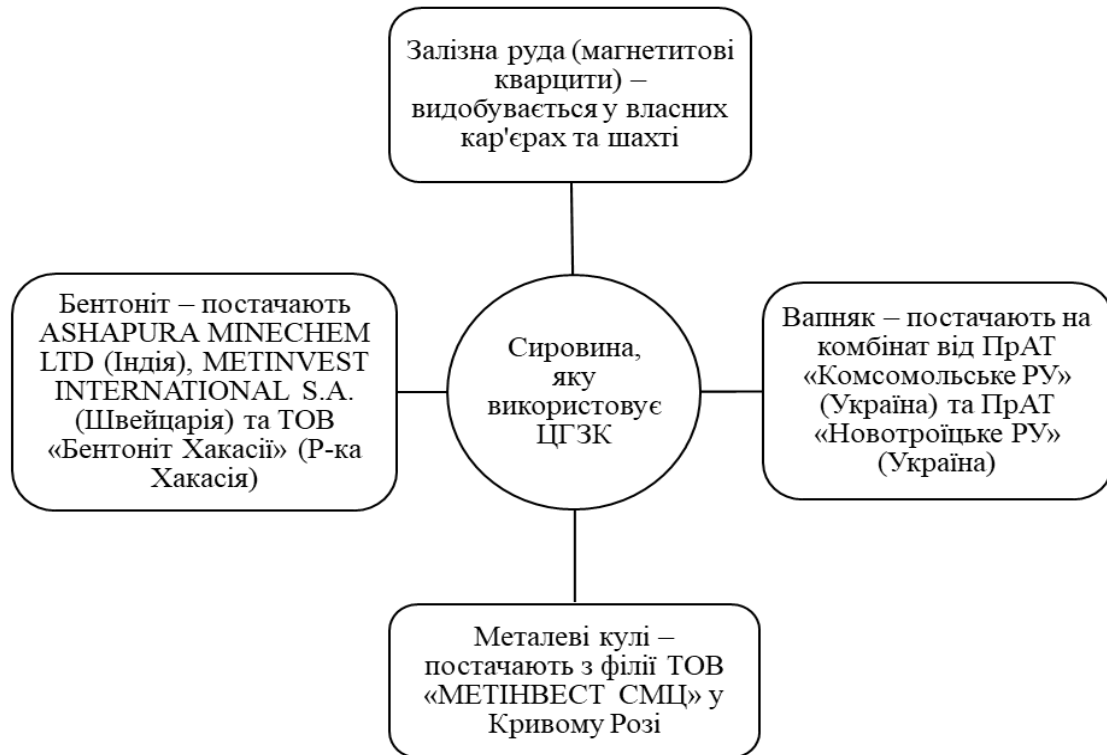 Залізна руда (магнетитові
кварцити) –
видобувається у власних
кар'єрах та шахті
Бентоніт – постачають
ASHAPURA MINECHEM
LTD (Індія), METINVEST
INTERNATIONAL S.A.
(Швейцарія) та ТОВ
«Бентоніт Хакасії» (Р-ка
Хакасія)
Сировина,
яку
використовує
ЦГЗК
Вапняк – постачають на
комбінат від ПрАТ
«Комсомольське РУ»
(Україна) та ПрАТ
«Новотроїцьке РУ»
(Україна)
Металеві кулі –
постачають з філії ТОВ
«МЕТІНВЕСТ СМЦ» у
Кривому Розі